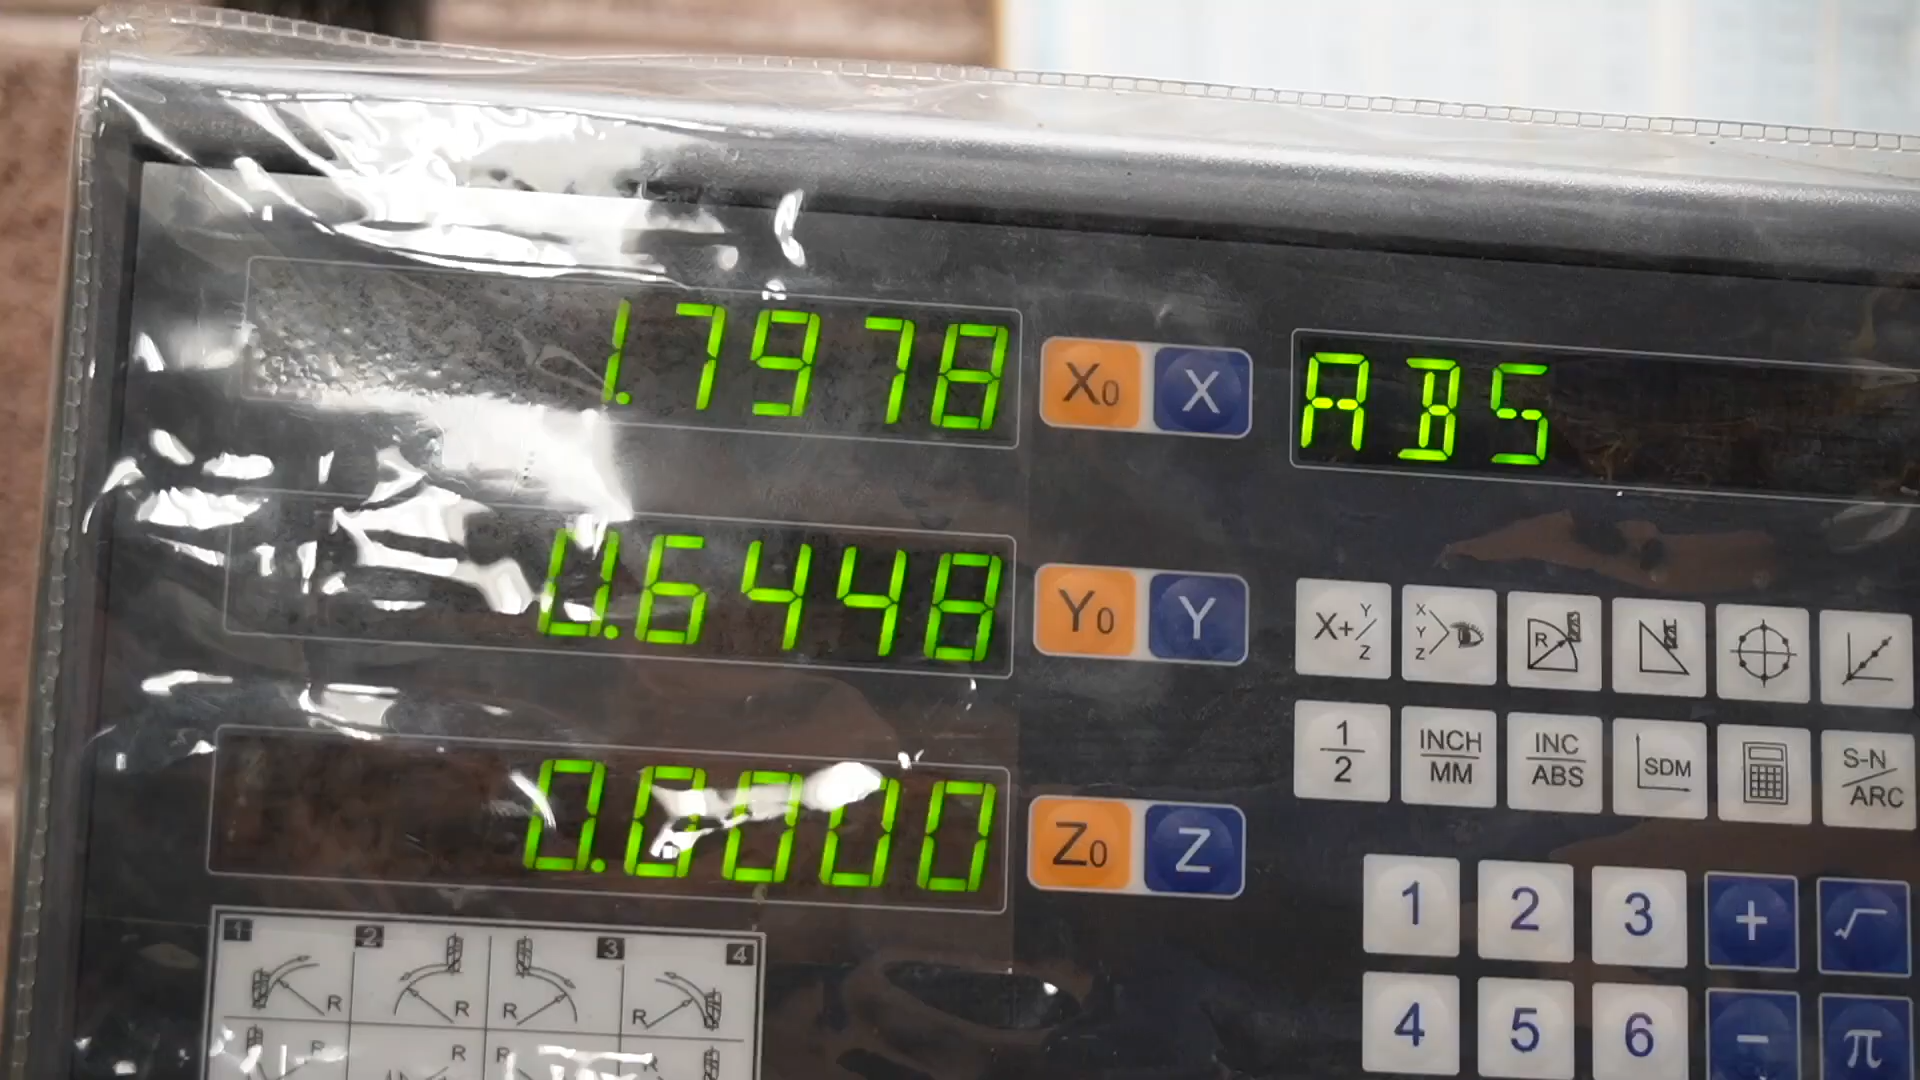 1.7978 X0 X ABS
0.6448 Y0 Y
X+Y/Z X Y Z R
0.0000 Z0 Z
1/2 INCH/MM INC/ABS SDM S-N/ARC
1 2 3 + √
4 5 6 − π
1 2 3 4
R R R R
R R R